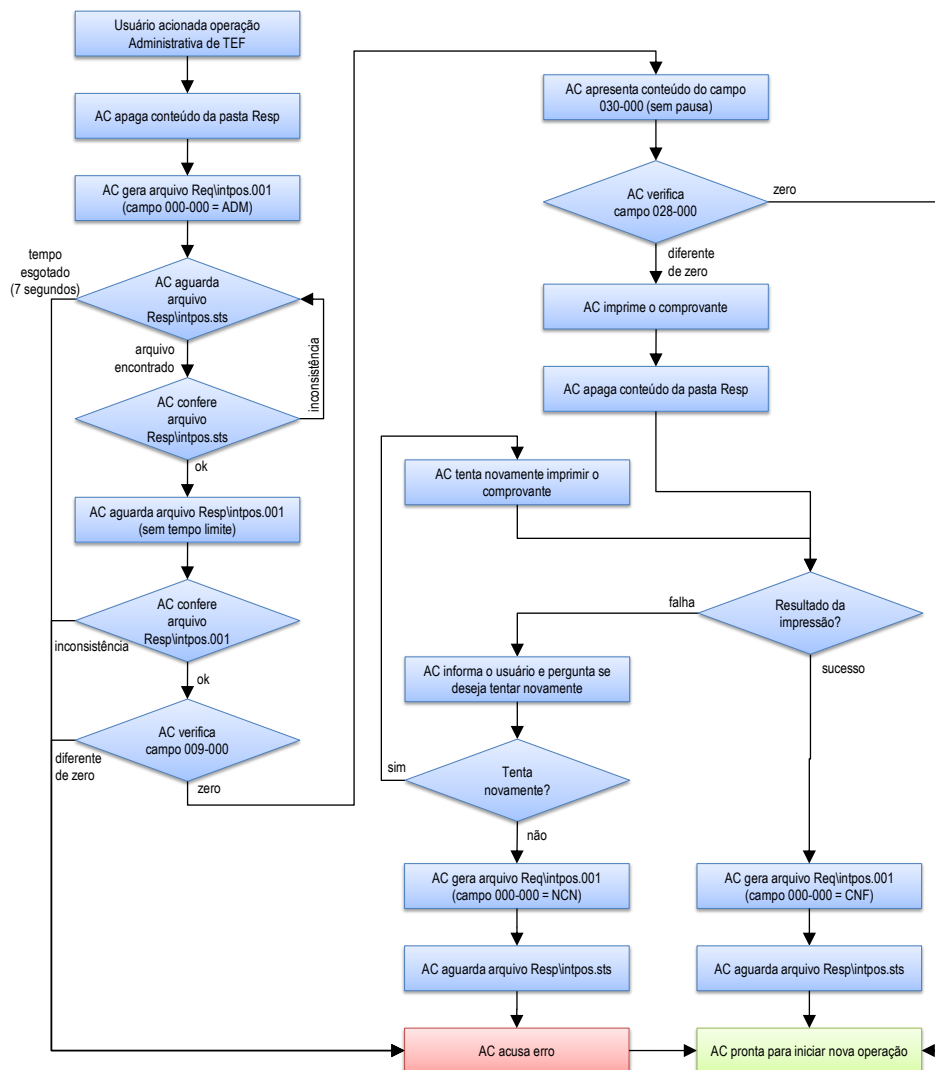 Usuário acionada operação
Administrativa de TEF
AC apaga conteúdo da pasta Resp
AC gera arquivo Req\intpos.001
(campo 000-000 = ADM)
tempo
esgotado
(7 segundos)
AC aguarda
arquivo
Resp\intpos.sts
arquivo
encontrado
inconsistência
AC confere
arquivo
Resp\intpos.sts
ok
AC aguarda arquivo Resp\intpos.001
(sem tempo limite)
AC confere
arquivo
Resp\intpos.001
inconsistência
ok
AC verifica
campo 009-000
diferente
de zero
zero
AC apresenta conteúdo do campo
030-000 (sem pausa)
AC verifica
campo 028-000
zero
diferente
de zero
AC imprime o comprovante
AC apaga conteúdo da pasta Resp
AC tenta novamente imprimir o
comprovante
Resultado da
impressão?
falha
sucesso
AC informa o usuário e pergunta se
deseja tentar novamente
Tenta
novamente?
sim
não
AC gera arquivo Req\intpos.001
(campo 000-000 = NCN)
AC aguarda arquivo Resp\intpos.sts
AC acusa erro
AC gera arquivo Req\intpos.001
(campo 000-000 = CNF)
AC aguarda arquivo Resp\intpos.sts
AC pronta para iniciar nova operação